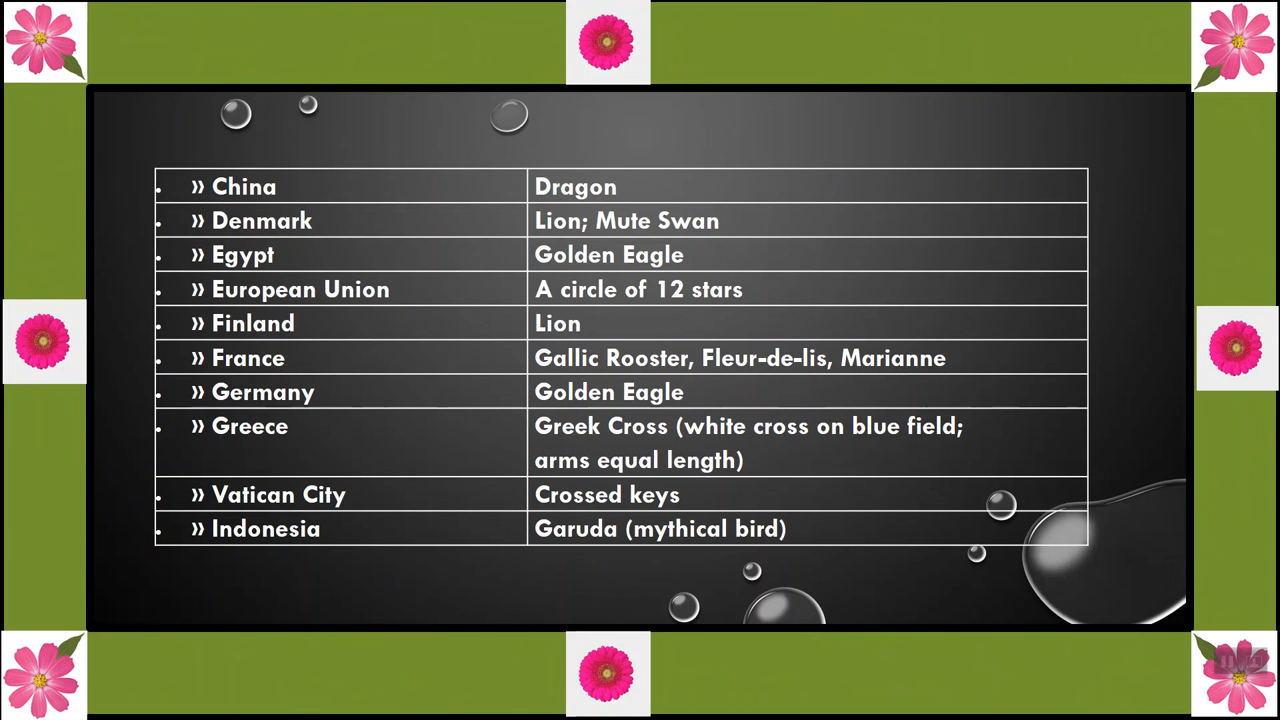 • » China Dragon
• » Denmark Lion; Mute Swan
• » Egypt Golden Eagle
• » European Union A circle of 12 stars
• » Finland Lion
• » France Gallic Rooster, Fleur-de-lis, Marianne
• » Germany Golden Eagle
• » Greece Greek Cross (white cross on blue field;
arms equal length)
• » Vatican City Crossed keys
• » Indonesia Garuda (mythical bird)